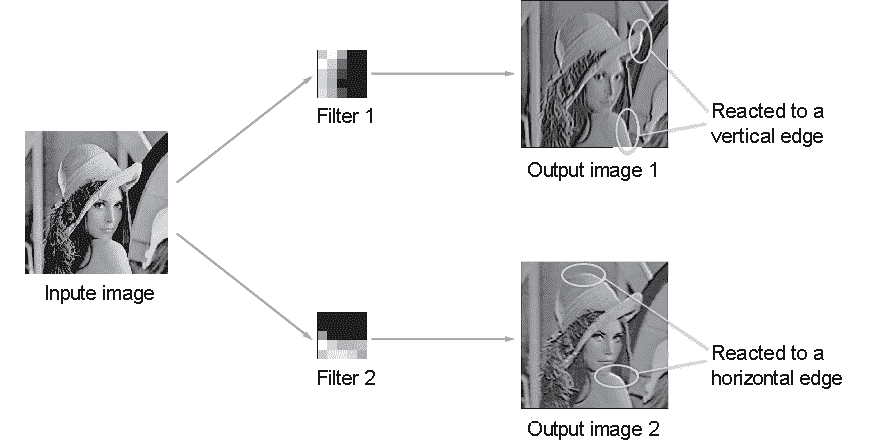 Filter 1
Output image 1
Reacted to a
vertical edge
Inpute image
Filter 2
Output image 2
Reacted to a
horizontal edge